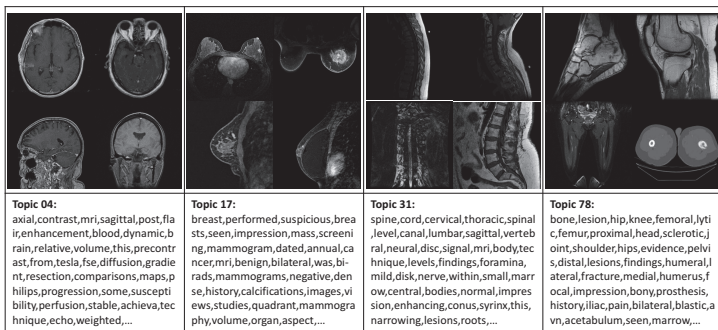 Topic 04:
axial,contrast,mri,sagittal,post,fla
ir,enhancement,blood,dynamic,b
rain,relative,volume,this,precontr
ast,from,tesla,fse,diffusion,gradie
nt,resection,comparisons,maps,p
hilips,progression,some,suscepti
bility,perfusion,stable,achieva,tec
hnique,echo,weighted,...
Topic 17:
breast,performed,suspicious,brea
sts,seen,impression,mass,screeni
ng,mammogram,dated,annual,ca
ncer,mri,benign,bilateral,was,bi-
rads,mammograms,negative,den
se,history,calcifications,images,vi
ews,studies,quadrant,mammogra
phy,volume,organ,aspect,...
Topic 31:
spine,cord,cervical,thoracic,spinal
,level,canal,lumbar,sagittal,vertebr
al,neural,disc,signal,mri,body,tec
hnique,levels,findings,foramina,
mild,disk,nerve,within,small,marr
ow,central,bodies,normal,impres
sion,enhancing,conus,syrinx,this,
narrowing,lesions,roots,...
Topic 78:
bone,lesion,hip,knee,femoral,lyti
c,femur,proximal,head,sclerotic,j
oint,shoulder,hips,evidence,pelvi
s,distal,lesions,findings,humeral,l
ateral,fracture,medial,humerus,f
ocal,impression,bony,prosthesis,
history,iliac,pain,bilateral,blastic,a
vn,acetabulum,seen,marrow,...